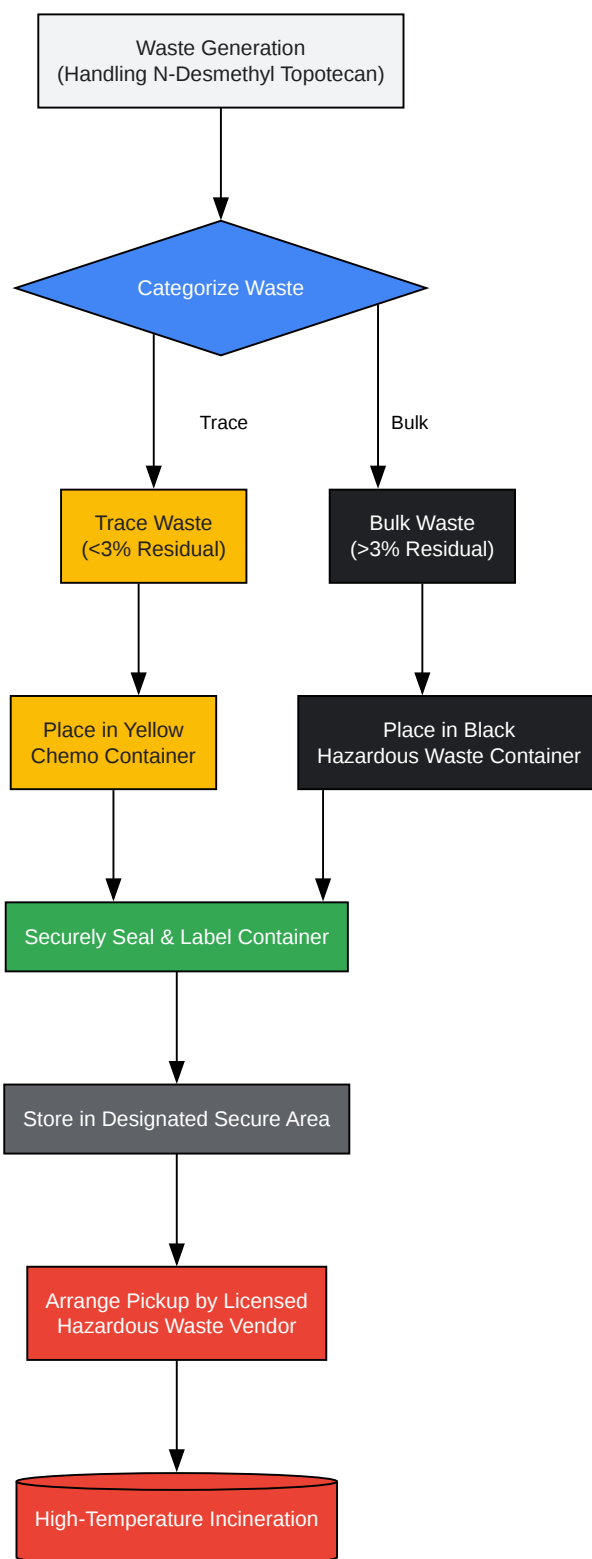 Waste Generation
(Handling N-Desmethyl Topotecan)
Categorize Waste
Trace
Bulk
Trace Waste
(<3% Residual)
Bulk Waste
(>3% Residual)
Place in Yellow
Chemo Container
Place in Black
Hazardous Waste Container
Securely Seal & Label Container
Store in Designated Secure Area
Arrange Pickup by Licensed
Hazardous Waste Vendor
High-Temperature Incineration